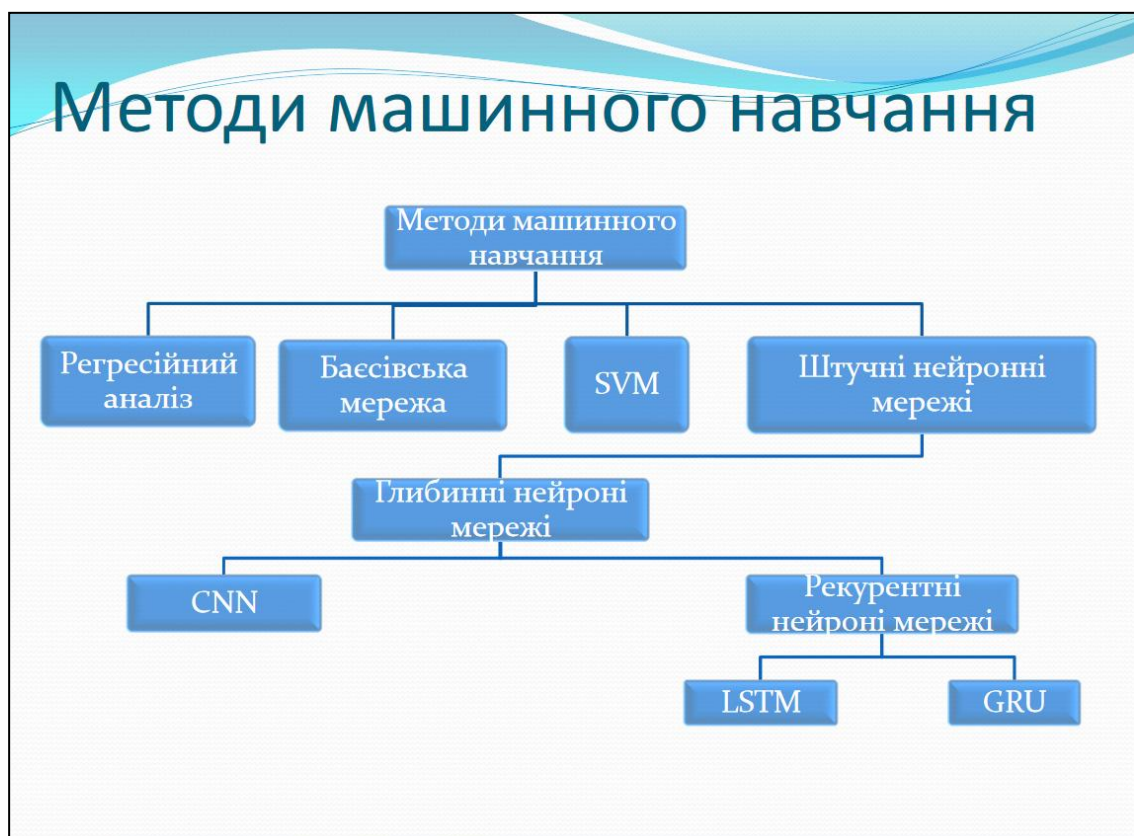 Методи машинного навчання
Методи машинного
навчання
Регресійний
аналіз
Баєсівська
мережа
SVM
Штучні нейронні
мережі
Глибинні нейроні
мережі
CNN
Рекурентні
нейроні мережі
LSTM
GRU